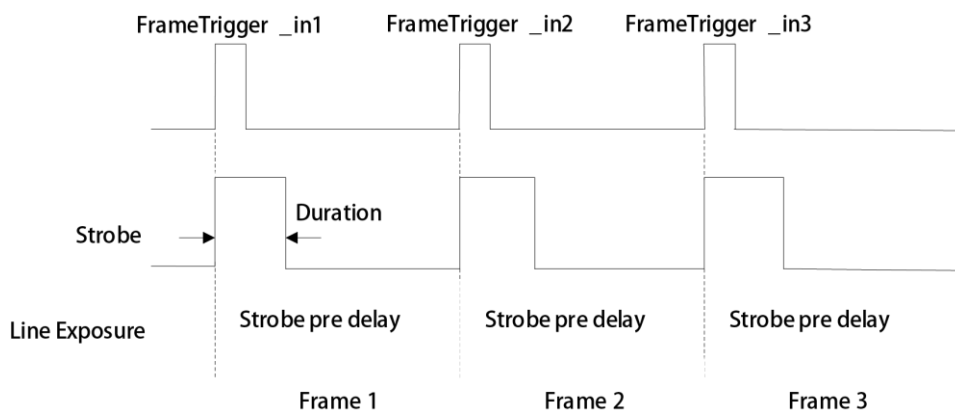 FrameTrigger _in1 FrameTrigger _in2 FrameTrigger _in3
Duration
Strobe
Line Exposure
Strobe pre delay Strobe pre delay Strobe pre delay
Frame 1 Frame 2 Frame 3